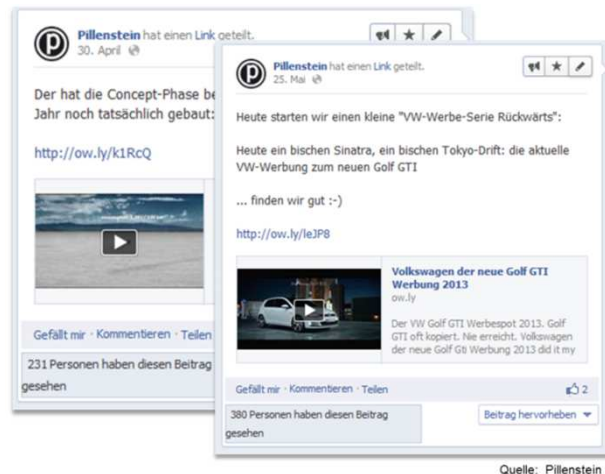 Pillenstein hat einen Link geteilt.
30. April
Der hat die Concept-Phase be
Jahr noch tatsächlich gebaut:
http://ow.ly/k1RcQ
Gefällt mir · Kommentieren · Teilen
231 Personen haben diesen Beitrag
gesehen
Pillenstein hat einen Link geteilt.
25. Mai
Heute starten wir einen kleine "VW-Werbe-Serie Rückwärts":
Heute ein bischen Sinatra, ein bischen Tokyo-Drift: die aktuelle
VW-Werbung zum neuen Golf GTI
... finden wir gut :-)
http://ow.ly/leJP8
Volkswagen der neue Golf GTI
Werbung 2013
ow.ly
Der VW Golf GTI Werbespot 2013. Golf
GTI oft kopiert. Nie erreicht. Volkswagen
der neue Golf Gti Werbung 2013 did it my
Gefällt mir · Kommentieren · Teilen
2
380 Personen haben diesen Beitrag
gesehen
Beitrag hervorheben
Quelle: Pillenstein